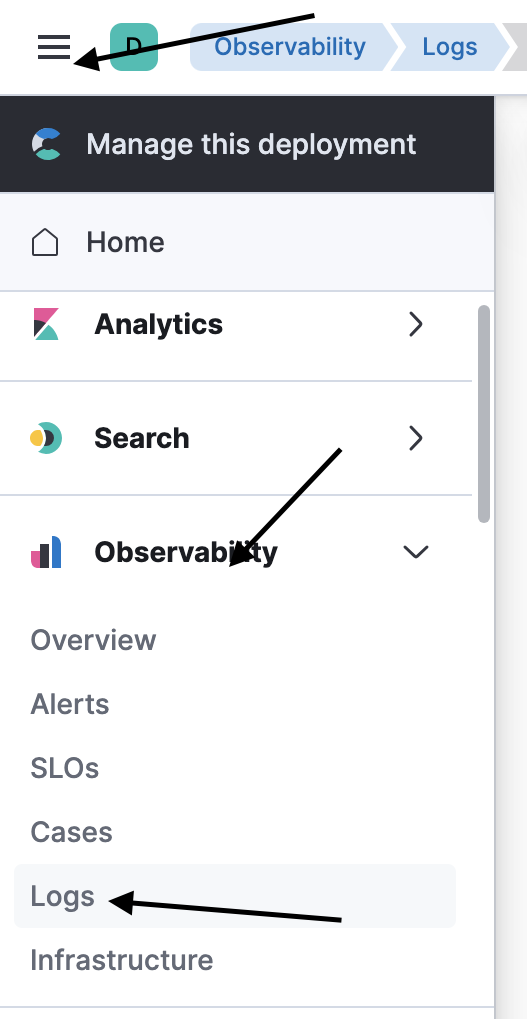 D Observability Logs
Manage this deployment
Home
Analytics
Search
Observability
Overview
Alerts
SLOs
Cases
Logs
Infrastructure